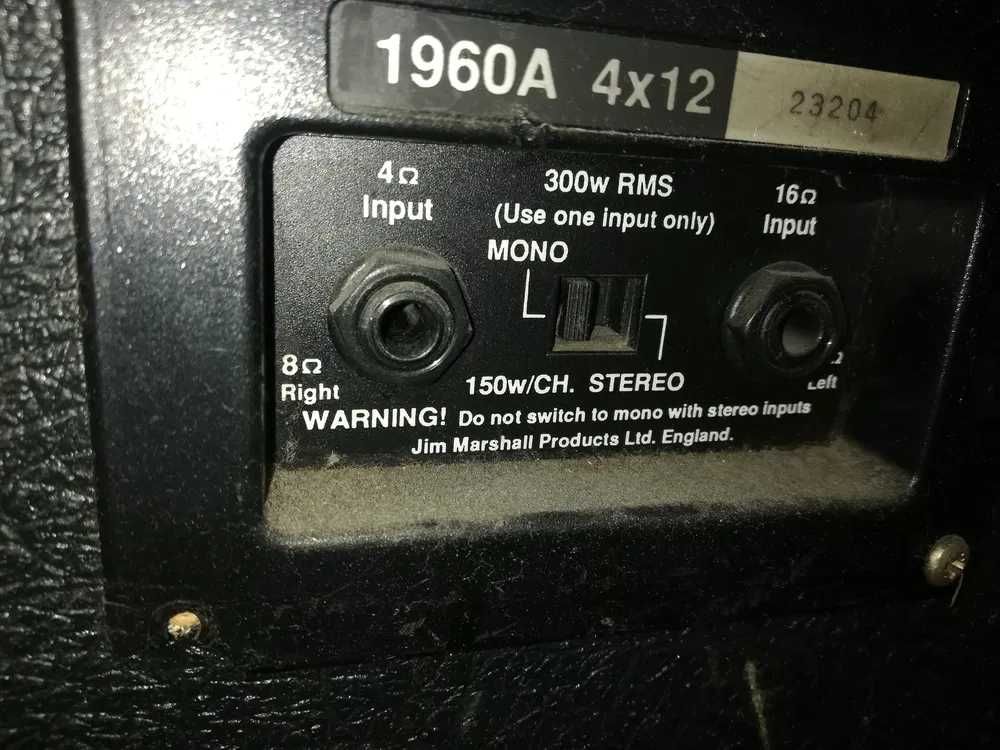 1960A 4x12 23204
4Ω
Input
300w RMS
(Use one input only)
16Ω
Input
MONO
8Ω
Right
150w/CH. STEREO
Ω
Left
WARNING! Do not switch to mono with stereo inputs
Jim Marshall Products Ltd. England.